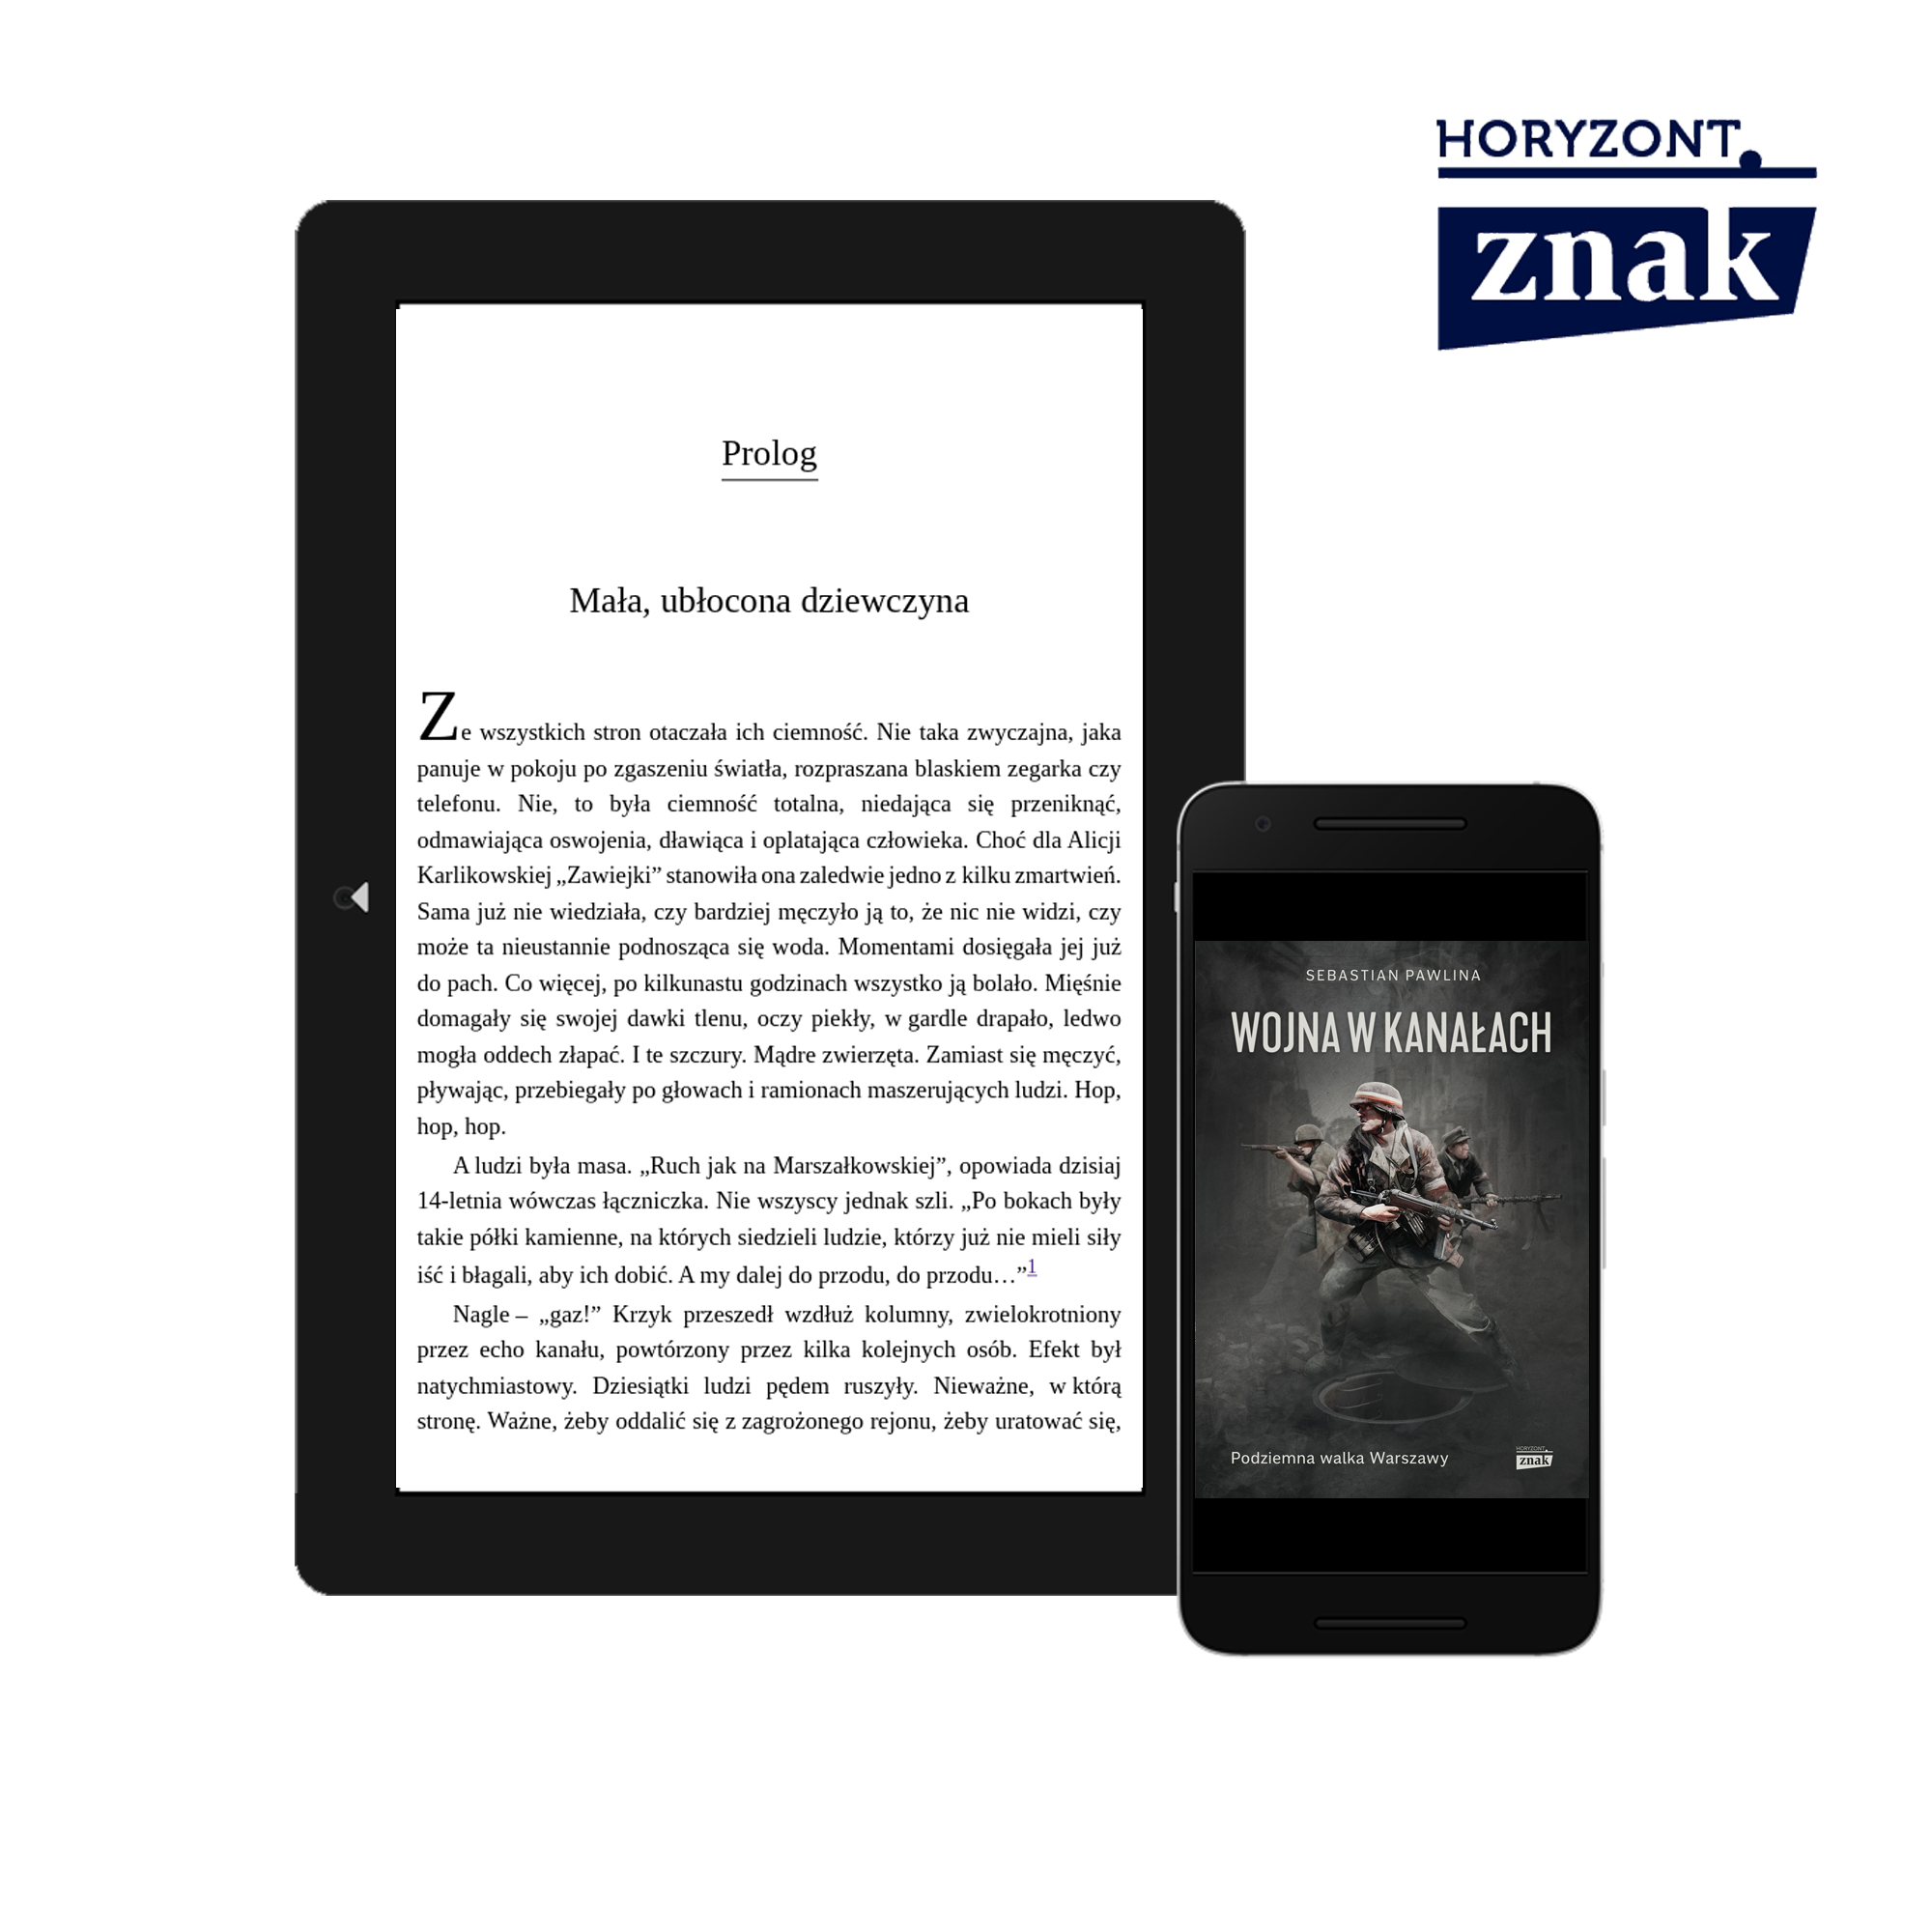 HORYZONT.
znak
Prolog
Mała, ubłocona dziewczyna
Ze wszystkich stron otaczała ich ciemność. Nie taka zwyczajna, jaka
panuje w pokoju po zgaszeniu światła, rozpraszana blaskiem zegarka czy
telefonu. Nie, to była ciemność totalna, niedająca się przeniknąć,
odmawiająca oswojenia, dławiąca i oplatająca człowieka. Choć dla Alicji
Karlikowskiej „Zawiejki” stanowiła ona zaledwie jedno z kilku zmartwień.
Sama już nie wiedziała, czy bardziej męczyło ją to, że nic nie widzi, czy
może ta nieustannie podnosząca się woda. Momentami dosięgała jej już
do pach. Co więcej, po kilkunastu godzinach wszystko ją bolało. Mięśnie
domagały się swojej dawki tlenu, oczy piekły, w gardle drapało, ledwo
mogła oddech złapać. I te szczury. Mądre zwierzęta. Zamiast się męczyć,
pływając, przebiegały po głowach i ramionach maszerujących ludzi. Hop,
hop, hop.
A ludzi była masa. „Ruch jak na Marszałkowskiej”, opowiada dzisiaj
14-letnia wówczas łączniczka. Nie wszyscy jednak szli. „Po bokach były
takie półki kamienne, na których siedzieli ludzie, którzy już nie mieli siły
iść i błagali, aby ich dobić. A my dalej do przodu, do przodu…”1
Nagle – „gaz!” Krzyk przeszedł wzdłuż kolumny, zwielokrotniony
przez echo kanału, powtórzony przez kilka kolejnych osób. Efekt był
natychmiastowy. Dziesiątki ludzi pędem ruszyły. Nieważne, w którą
stronę. Ważne, żeby oddalić się z zagrożonego rejonu, żeby uratować się,
SEBASTIAN PAWLINA
WOJNA W KANAŁACH
Podziemna walka Warszawy
HORYZONT.
znak